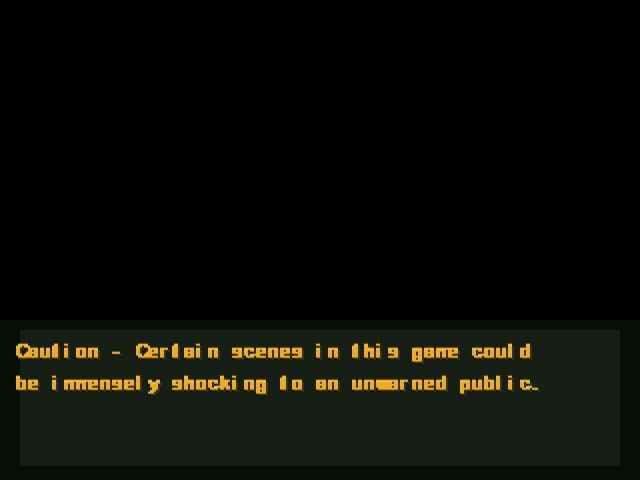 Caution - Certain scenes in this game could
be immensely shocking to an unwarned public.